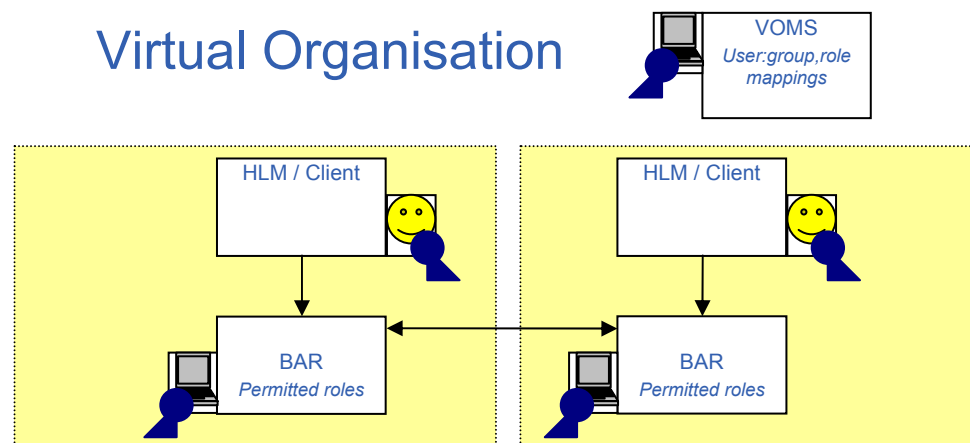 Virtual Organisation
VOMS
User:group,role
mappings
HLM / Client
HLM / Client
BAR
Permitted roles
BAR
Permitted roles